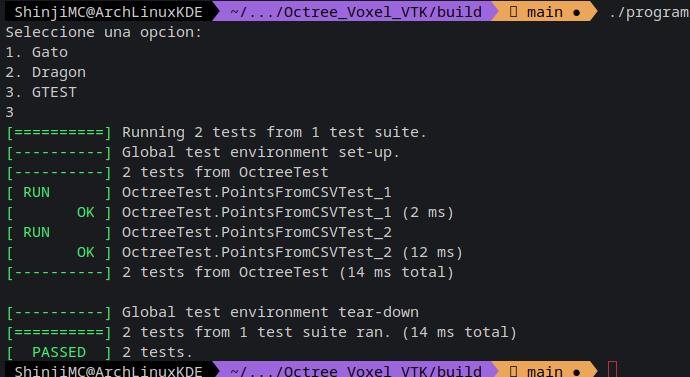 ShinjiMC@ArchLinuxKDE ~/.../Octree_Voxel_VTK/build main ● ./program
Seleccione una opcion:
1. Gato
2. Dragon
3. GTEST
3
[==========] Running 2 tests from 1 test suite.
[----------] Global test environment set-up.
[----------] 2 tests from OctreeTest
[ RUN      ] OctreeTest.PointsFromCSVTest_1
[       OK ] OctreeTest.PointsFromCSVTest_1 (2 ms)
[ RUN      ] OctreeTest.PointsFromCSVTest_2
[       OK ] OctreeTest.PointsFromCSVTest_2 (12 ms)
[----------] 2 tests from OctreeTest (14 ms total)

[----------] Global test environment tear-down
[==========] 2 tests from 1 test suite ran. (14 ms total)
[  PASSED  ] 2 tests.
ShinjiMC@ArchLinuxKDE ~/.../Octree_Voxel_VTK/build main ●